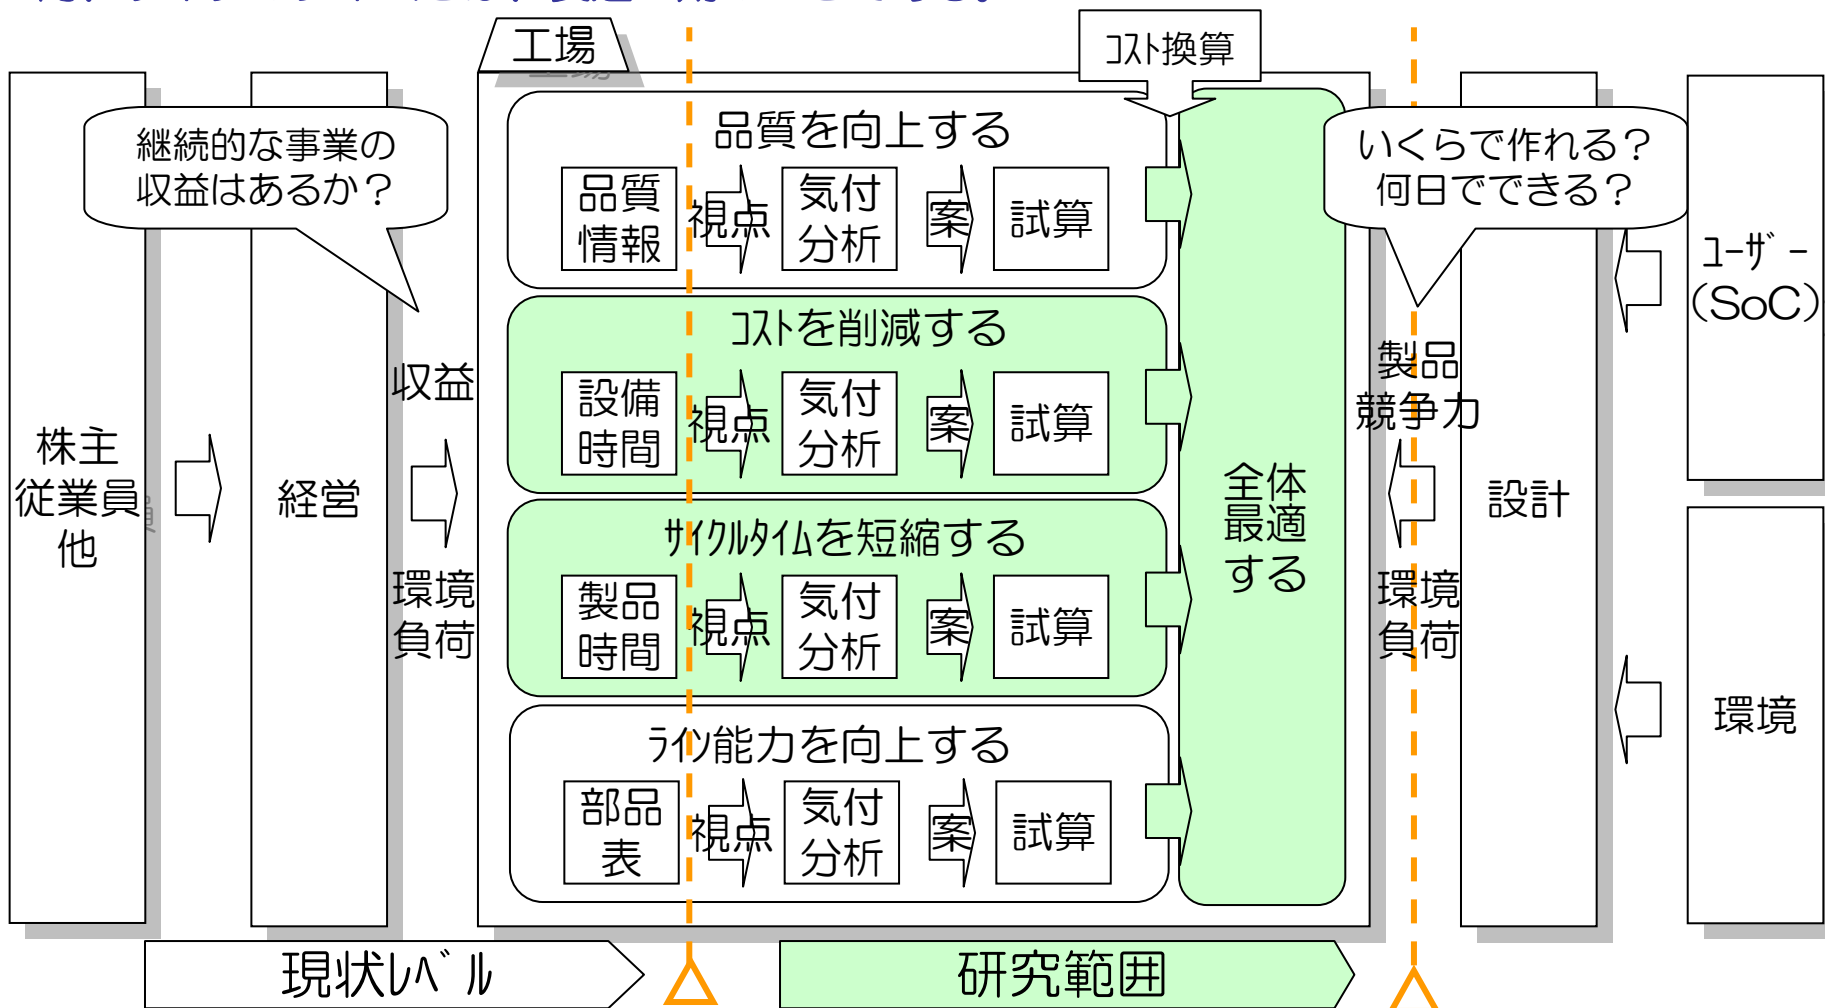 工場
コスト換算
継続的な事業の
収益はあるか？
品質を向上する
品質
情報
視点
気付
分析
案
試算
いくらで作れる？
何日でできる？
ユーザー
（SoC）
コストを削減する
設備
時間
視点
気付
分析
案
試算
収益
製品
競争力
株主
従業員
他
経営
全体
最適
する
設計
サイクルタイムを短縮する
製品
時間
視点
気付
分析
案
試算
環境
負荷
環境
負荷
ライン能力を向上する
部品
表
視点
気付
分析
案
試算
環境
現状レベル
研究範囲